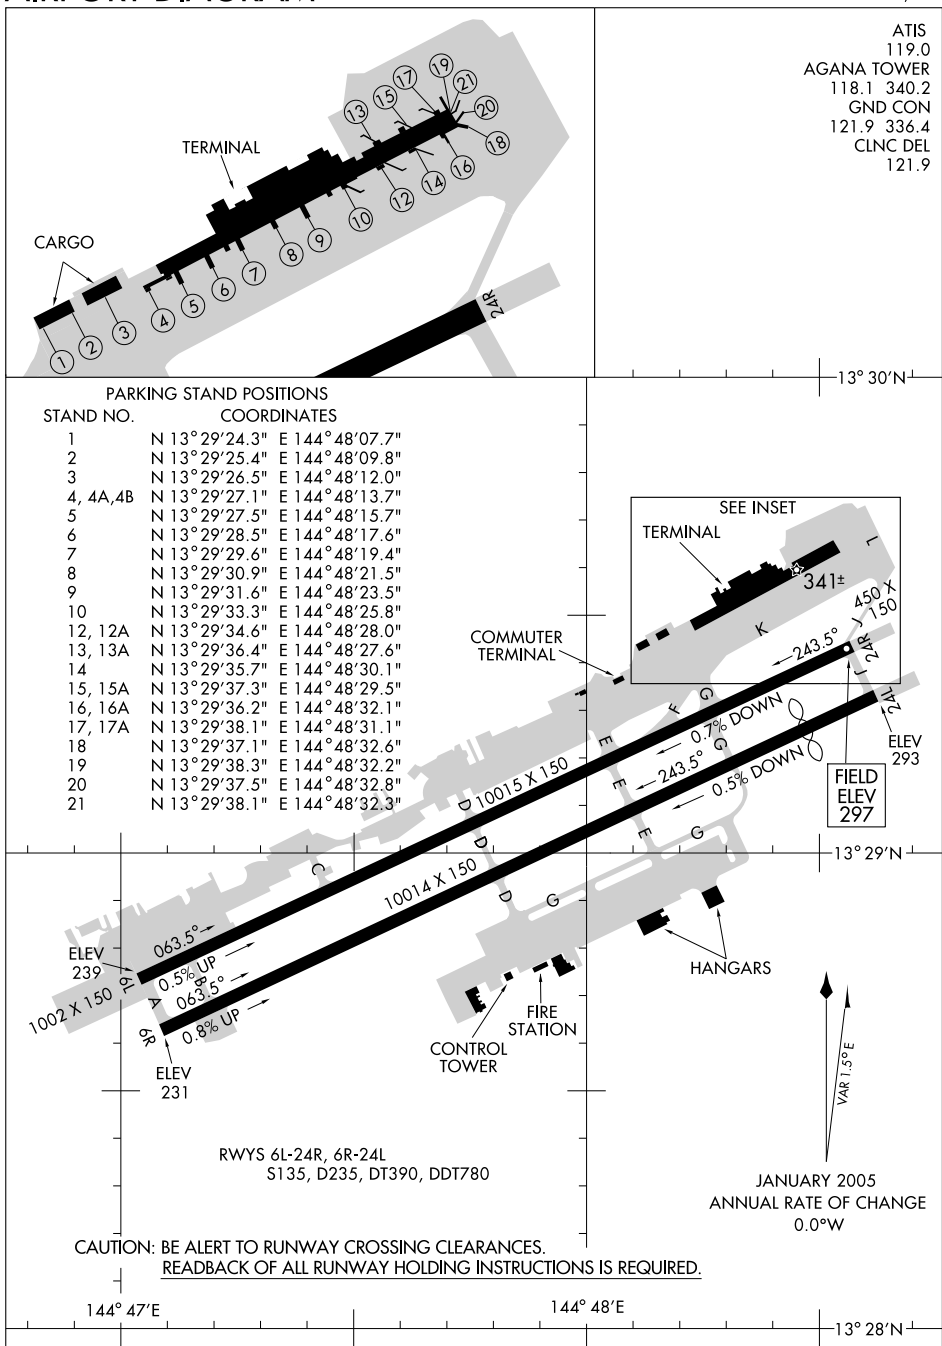 ATIS
119.0
AGANA TOWER
118.1 340.2
GND CON
121.9 336.4
CLNC DEL
121.9
TERMINAL
CARGO
1
2
3
4
5
6
7
8
9
10
12
13
14
15
16
17
18
19
20
21
24R
13°30'N
PARKING STAND POSITIONS
STAND NO. COORDINATES
1 N 13°29'24.3" E 144°48'07.7"
2 N 13°29'25.4" E 144°48'09.8"
3 N 13°29'26.5" E 144°48'12.0"
4, 4A,4B N 13°29'27.1" E 144°48'13.7"
5 N 13°29'27.5" E 144°48'15.7"
6 N 13°29'28.5" E 144°48'17.6"
7 N 13°29'29.6" E 144°48'19.4"
8 N 13°29'30.9" E 144°48'21.5"
9 N 13°29'31.6" E 144°48'23.5"
10 N 13°29'33.3" E 144°48'25.8"
12, 12A N 13°29'34.6" E 144°48'28.0"
13, 13A N 13°29'36.4" E 144°48'27.6"
14 N 13°29'35.7" E 144°48'30.1"
15, 15A N 13°29'37.3" E 144°48'29.5"
16, 16A N 13°29'36.2" E 144°48'32.1"
17, 17A N 13°29'38.1" E 144°48'31.1"
18 N 13°29'37.1" E 144°48'32.6"
19 N 13°29'38.3" E 144°48'32.2"
20 N 13°29'37.5" E 144°48'32.8"
21 N 13°29'38.1" E 144°48'32.3"
SEE INSET
TERMINAL
341±
L
K
450 X
150
J
24R
J
24L
243.5°
COMMUTER
TERMINAL
G
F
G
0.7% DOWN
E
E
243.5°
0.5% DOWN
ELEV
293
FIELD
ELEV
297
10015 X 150
D
D
D
E
G
G
13°29'N
10014 X 150
C
063.5°
0.5% UP
B
063.5°
0.8% UP
ELEV
239
6L
A
6R
1002 X 150
ELEV
231
HANGARS
FIRE
STATION
CONTROL
TOWER
VAR 1.5°E
RWYS 6L-24R, 6R-24L
S135, D235, DT390, DDT780
JANUARY 2005
ANNUAL RATE OF CHANGE
0.0°W
CAUTION: BE ALERT TO RUNWAY CROSSING CLEARANCES.
READBACK OF ALL RUNWAY HOLDING INSTRUCTIONS IS REQUIRED.
144°47'E
144°48'E
13°28'N